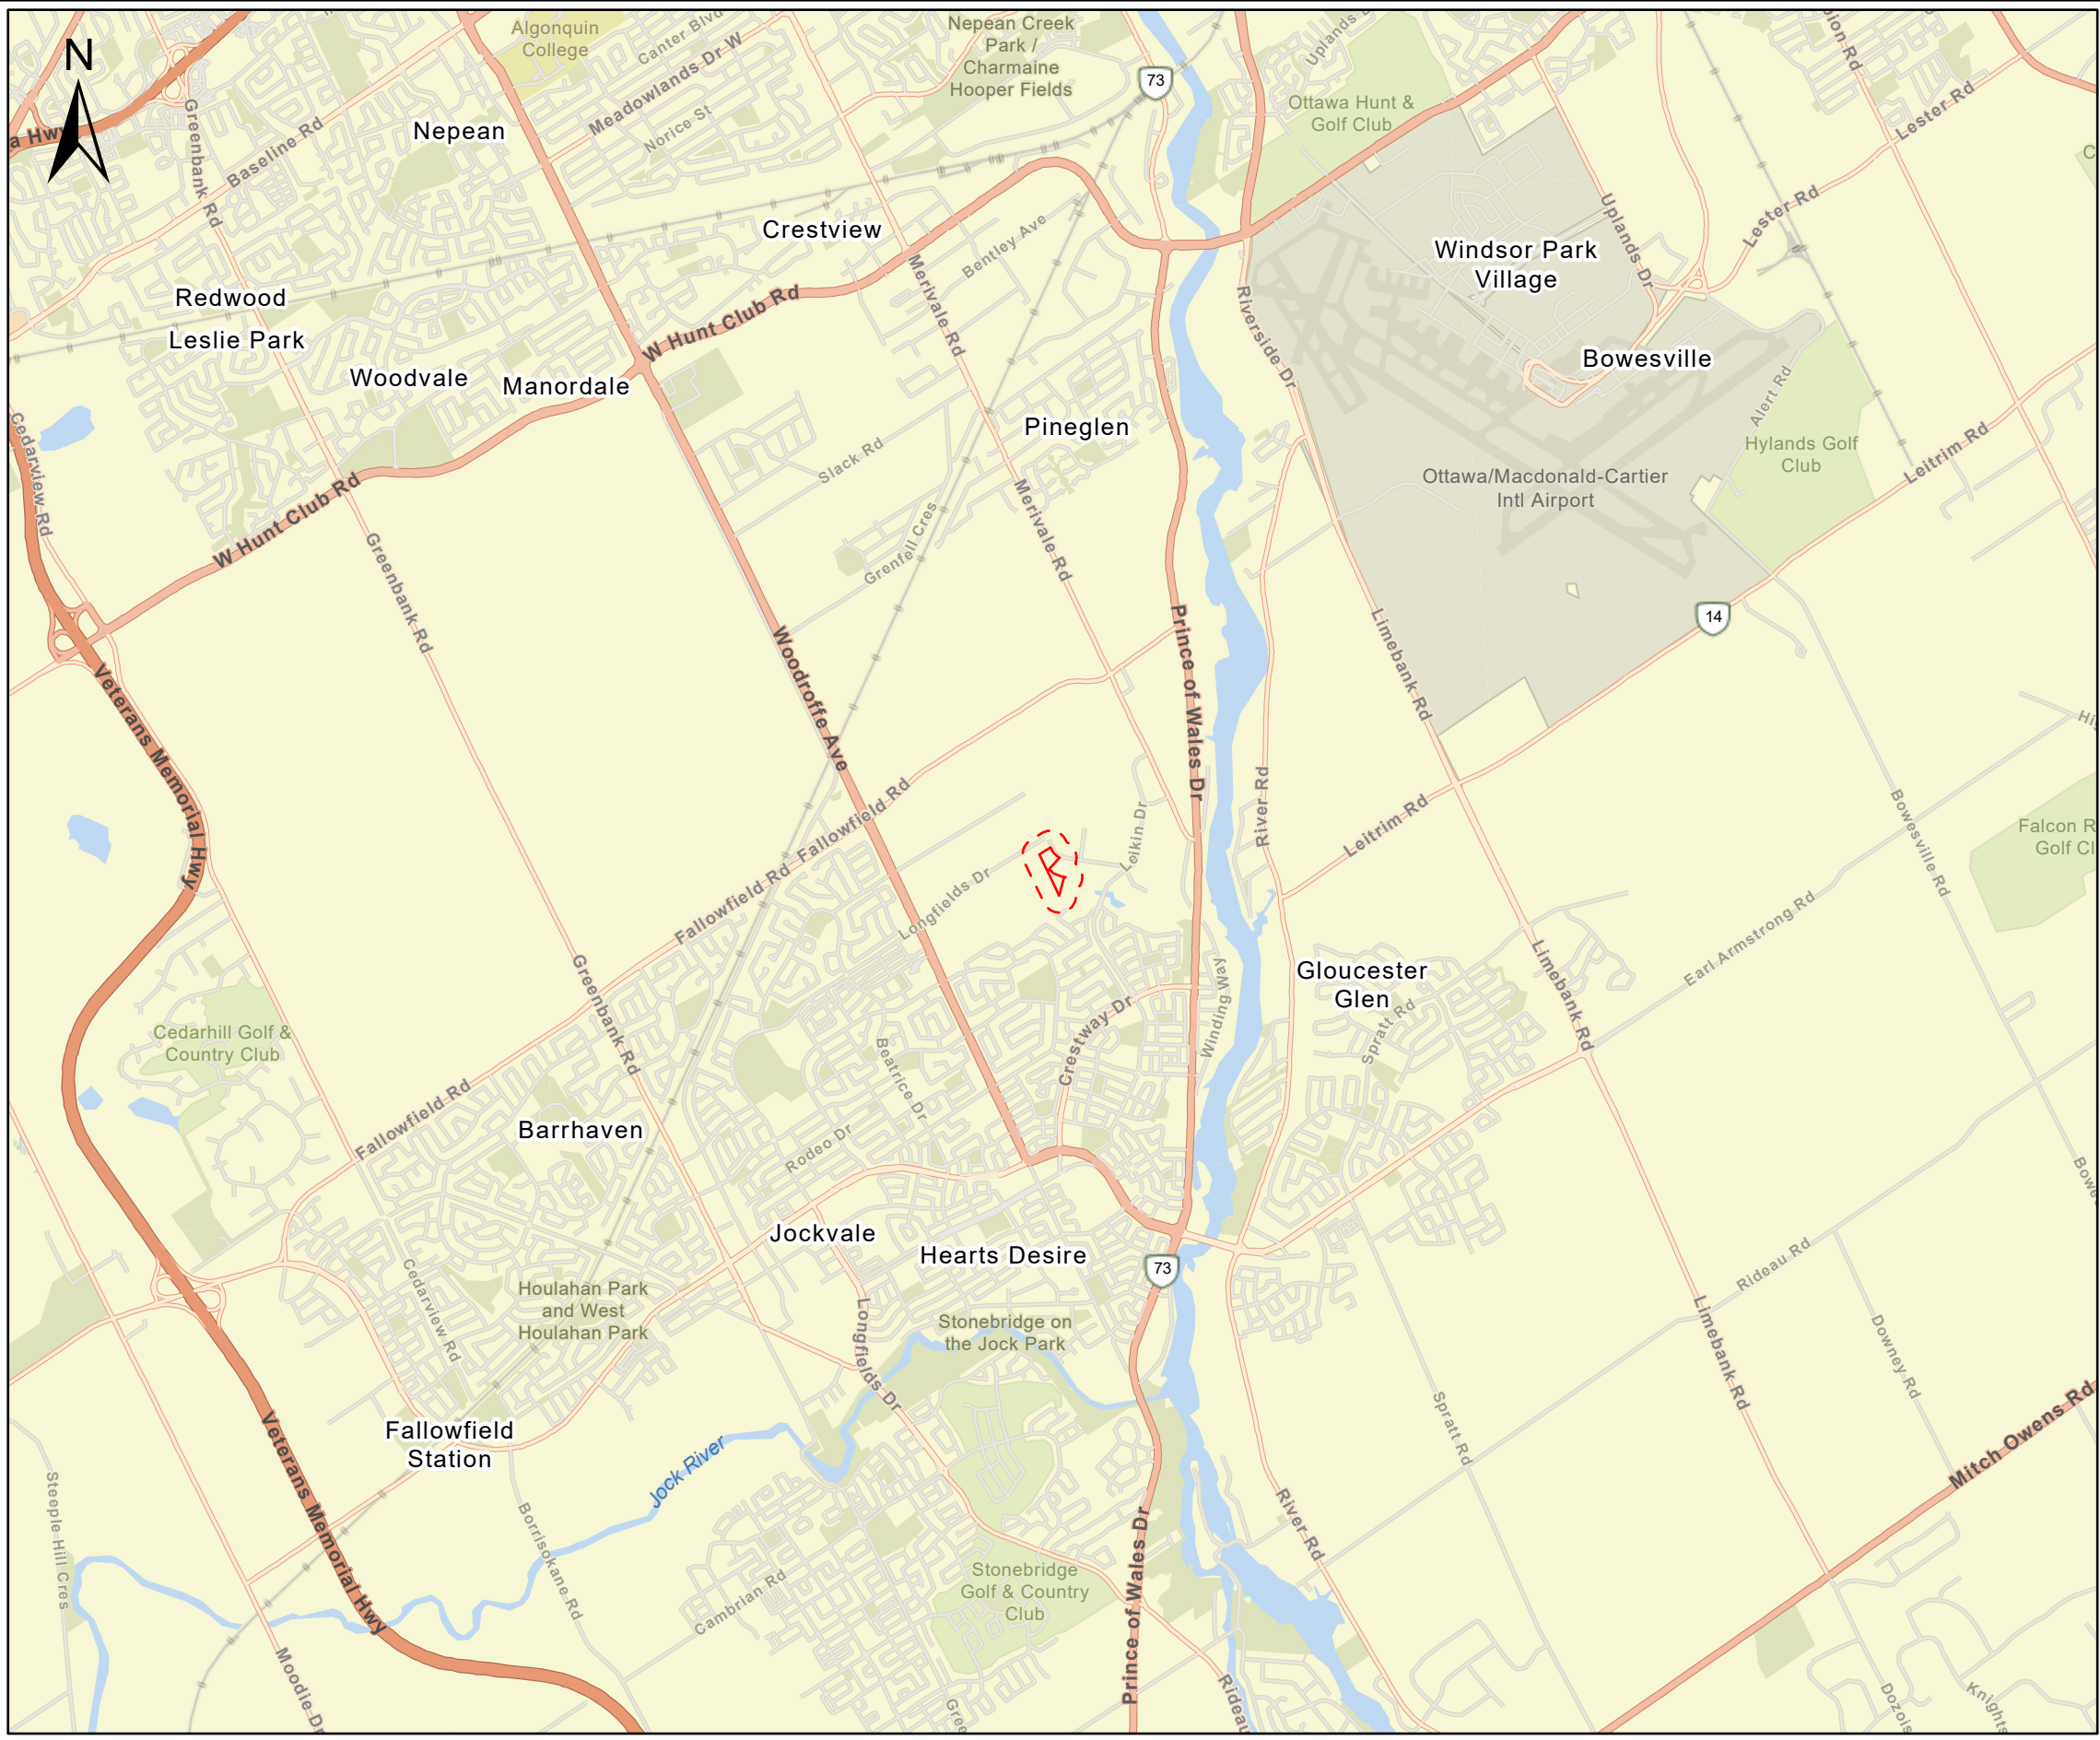 Algonquin
College
Canter Blvd
Nepean Creek
Park /
Charmaine
Hooper Fields
73
N
Meadowlands Dr W
Norice St
Nepean
Ottawa Hunt &
Golf Club
Lester Rd
a Hwy
Greenbank Rd
Baseline Rd
Crestview
Bentley Ave
Windsor Park
Village
Uplands Dr
Lester Rd
Redwood
Leslie Park
Woodvale
Manordale
W Hunt Club Rd
Merivale Rd
Riverside Dr
Bowesville
Alert Rd
Pineglen
Hylands Golf
Club
Leitrim Rd
Cedarview Rd
Slack Rd
Ottawa/Macdonald-Cartier
Intl Airport
W Hunt Club Rd
Greenbank Rd
Grenfell Cres
Merivale Rd
14
Veterans Memorial Hwy
Woodroffe Ave
Prince of Wales Dr
Limebank Rd
Fallowfield Rd
Fallowfield Rd
Leikin Dr
River Rd
Leitrim Rd
Bowesville Rd
Falcon R
Golf Cl
Longfields Dr
Earl Armstrong Rd
Greenbank Rd
Gloucester
Glen
Winding Way
Spratt Rd
Limebank Rd
Cedarhill Golf &
Country Club
Crestway Dr
Beatrice Dr
Fallowfield Rd
Barrhaven
Rodeo Dr
Jockvale
Hearts Desire
73
Rideau Rd
Cedarview Rd
Houlahan Park
and West
Houlahan Park
Longfields Dr
Stonebridge on
the Jock Park
Limebank Rd
Downey Rd
Spratt Rd
Mitch Owens Rd
Fallowfield
Station
Jock River
Veterans Memorial Hwy
Steeple Hill Cres
Borrisokane Rd
River Rd
Prince of Wales Dr
Stonebridge
Golf & Country
Club
Cambrian Rd
Moodie Dr
Gree
Rideau
Dozois
Knights